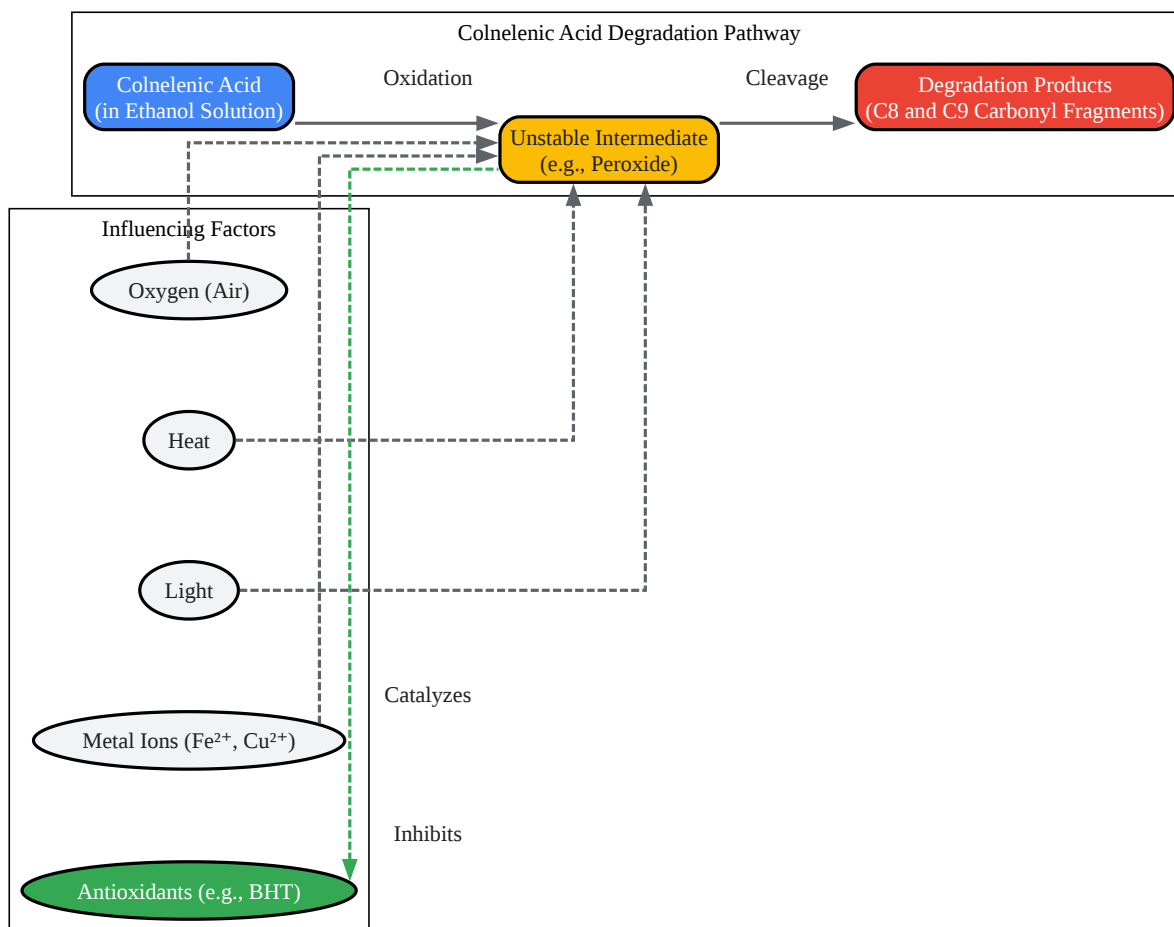 Colnelenic Acid Degradation Pathway
Colnelenic Acid
(in Ethanol Solution)
Oxidation
Cleavage
Degradation Products
(C8 and C9 Carbonyl Fragments)
Unstable Intermediate
(e.g., Peroxide)
Influencing Factors
Oxygen (Air)
Heat
Light
Catalyzes
Metal Ions (Fe²⁺, Cu²⁺)
Inhibits
Antioxidants (e.g., BHT)